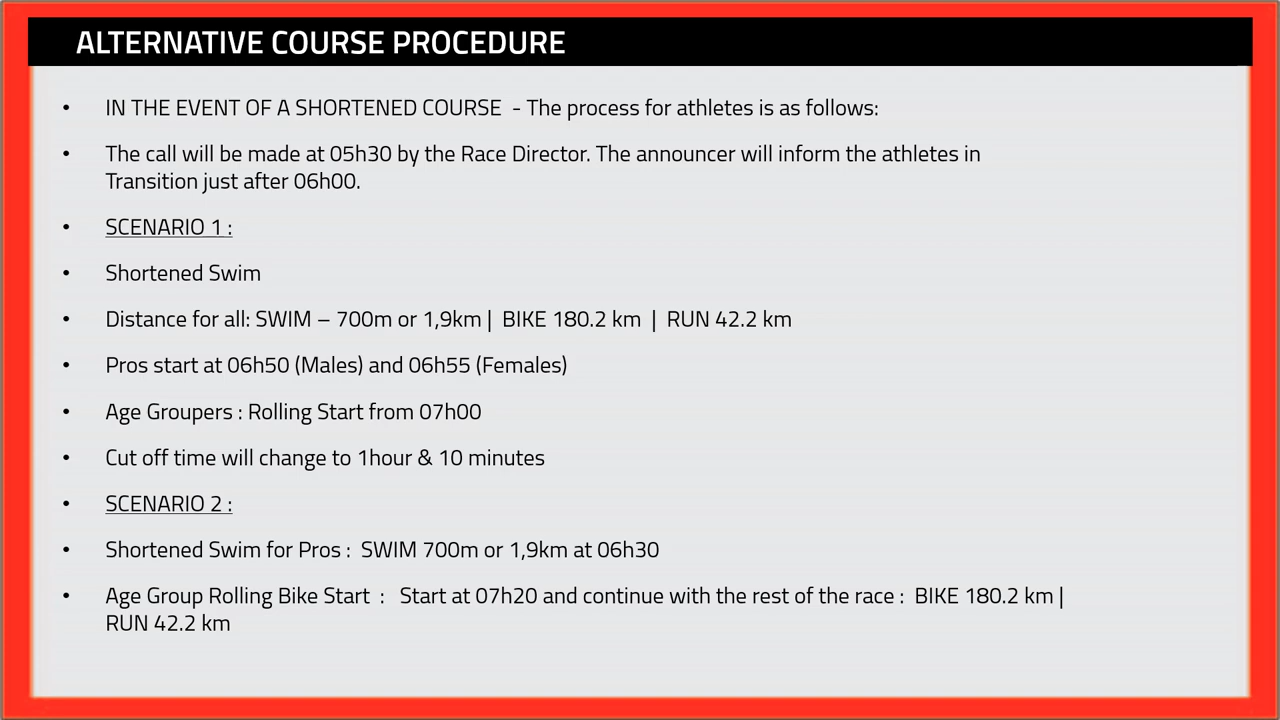 ALTERNATIVE COURSE PROCEDURE
• IN THE EVENT OF A SHORTENED COURSE - The process for athletes is as follows:
• The call will be made at 05h30 by the Race Director. The announcer will inform the athletes in
Transition just after 06h00.
• SCENARIO 1 :
• Shortened Swim
• Distance for all: SWIM – 700m or 1,9km | BIKE 180.2 km | RUN 42.2 km
• Pros start at 06h50 (Males) and 06h55 (Females)
• Age Groupers : Rolling Start from 07h00
• Cut off time will change to 1hour & 10 minutes
• SCENARIO 2 :
• Shortened Swim for Pros : SWIM 700m or 1,9km at 06h30
• Age Group Rolling Bike Start : Start at 07h20 and continue with the rest of the race : BIKE 180.2 km |
RUN 42.2 km